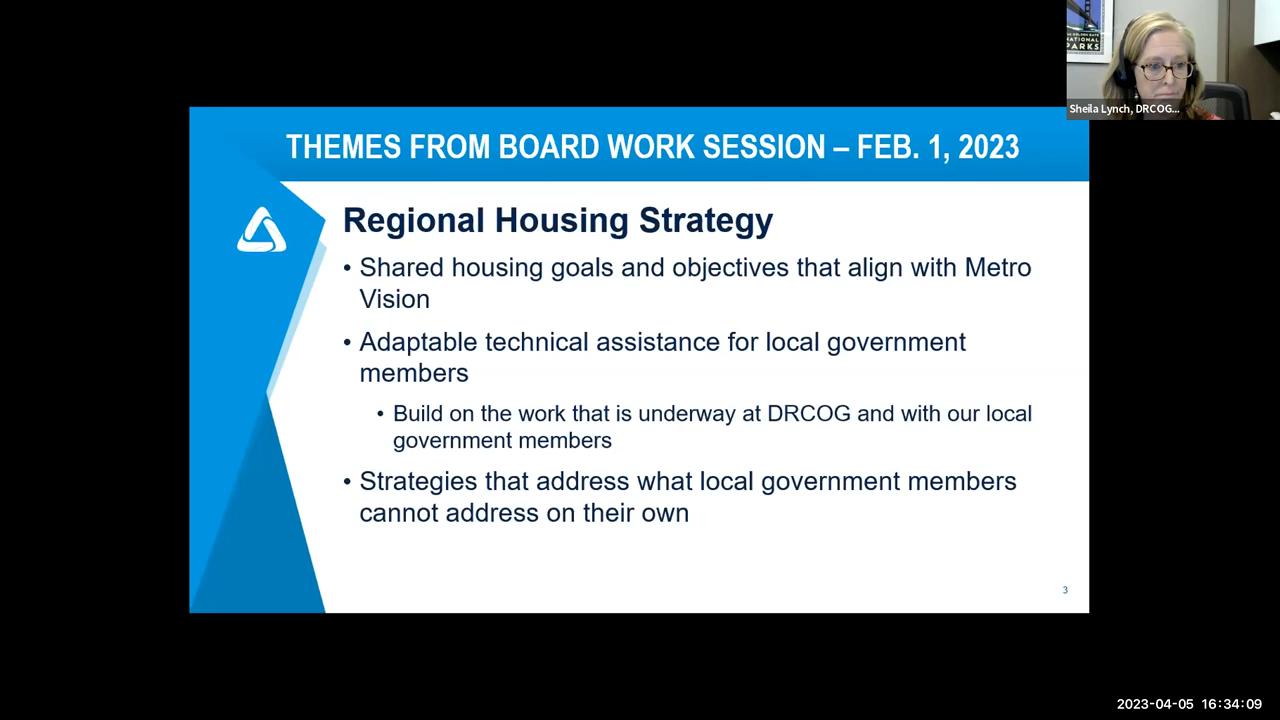 NATIONAL
PARKS
Sheila Lynch, DRCOG...
THEMES FROM BOARD WORK SESSION – FEB. 1, 2023
Regional Housing Strategy
• Shared housing goals and objectives that align with Metro
Vision
• Adaptable technical assistance for local government
members
• Build on the work that is underway at DRCOG and with our local
government members
• Strategies that address what local government members
cannot address on their own
3
2023-04-05 16:34:09